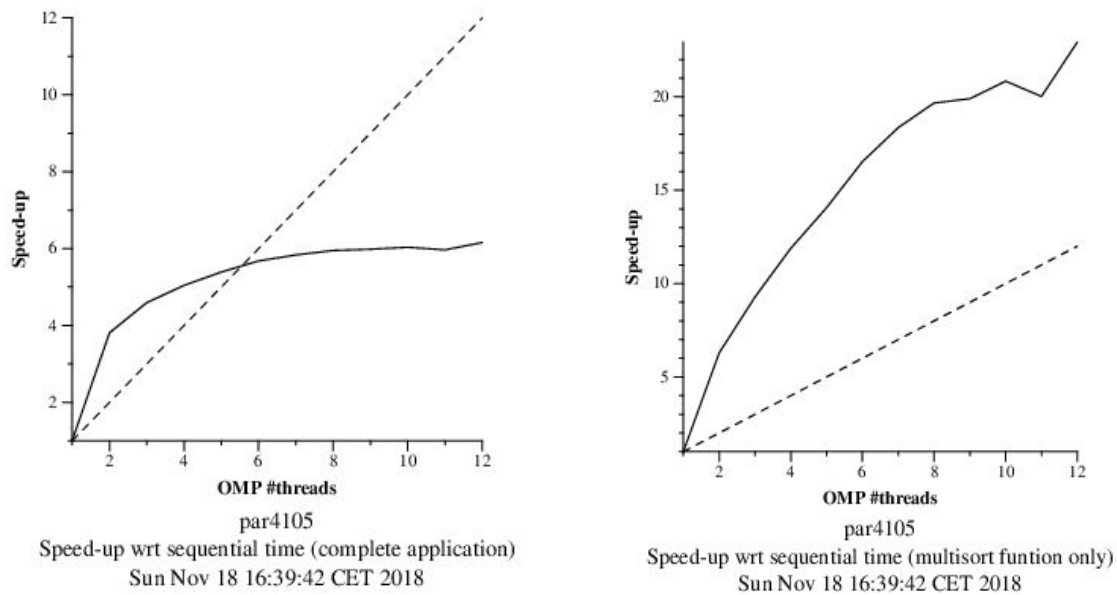 12
10
8
6
4
2
Speed-up
2 4 6 8 10 12
OMP #threads
par4105
Speed-up wrt sequential time (complete application)
Sun Nov 18 16:39:42 CET 2018
20
15
10
5
Speed-up
2 4 6 8 10 12
OMP #threads
par4105
Speed-up wrt sequential time (multisort funtion only)
Sun Nov 18 16:39:42 CET 2018